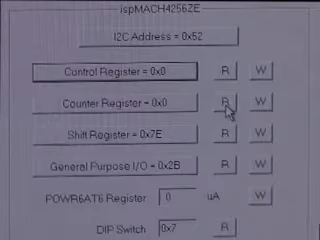 ispMACH4256ZE
I2C Address = 0x52
Control Register = 0x0 R W
Counter Register = 0x0 R W
Shift Register = 0x7E R W
General Purpose I/O = 0x2B R W
POWR6AT6 Register 0 uA W
DIP Switch 0x7 R